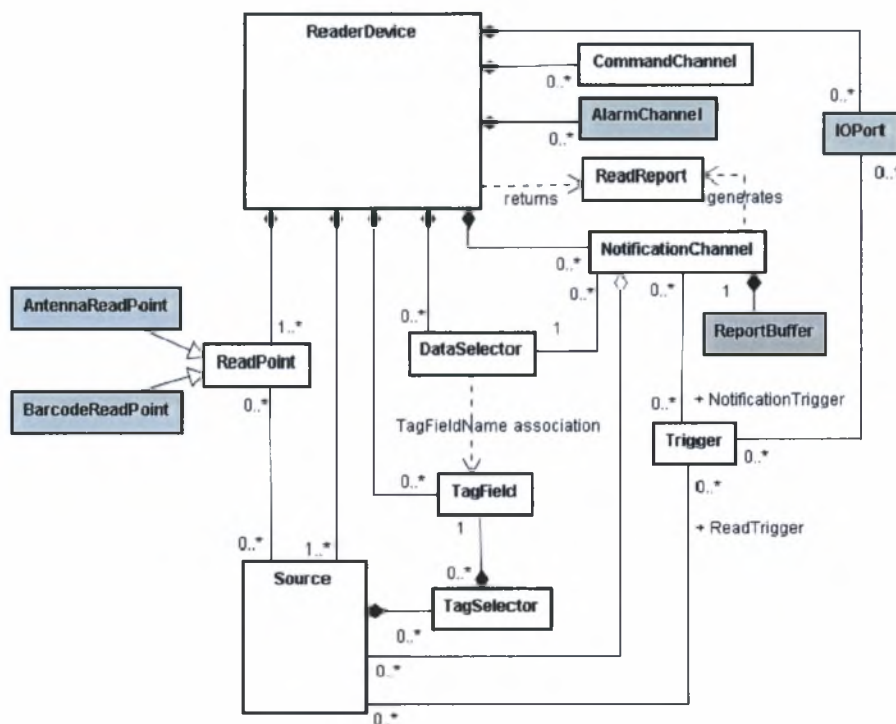 ReaderDevice
CommandChannel
0..*
AlarmChannel
0..*
0..*
IOPort
0..*
ReadReport
returns
generates
NotificationChannel
0..*
0..*
0..*
1
AntennaReadPoint
1..*
0..*
1
ReportBuffer
ReadPoint
DataSelector
BarcodeReadPoint
0..*
0..*
+ NotificationTrigger
TagFieldName association
Trigger
0..*
0..*
TagField
0..*
1
+ ReadTrigger
0..*
1..*
0..*
Source
TagSelector
0..*
0..*
0..*